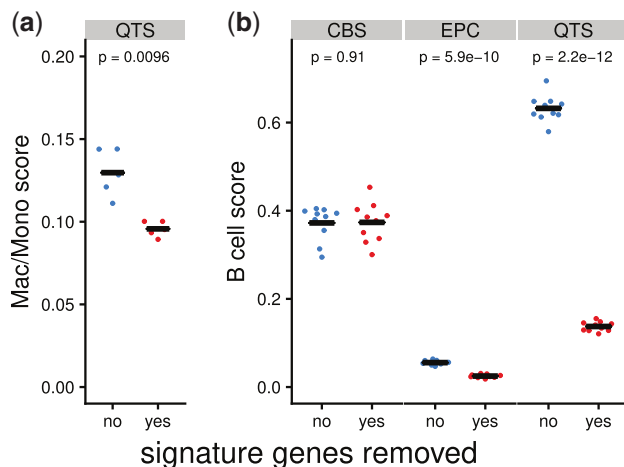 (a)
QTS
p = 0.0096
Mac/Mono score
0.20
0.15
0.10
0.05
0.00
no yes
(b)
CBS EPC QTS
p = 0.91 p = 5.9e−10 p = 2.2e−12
B cell score
0.6
0.4
0.2
0.0
no yes no yes no yes
signature genes removed